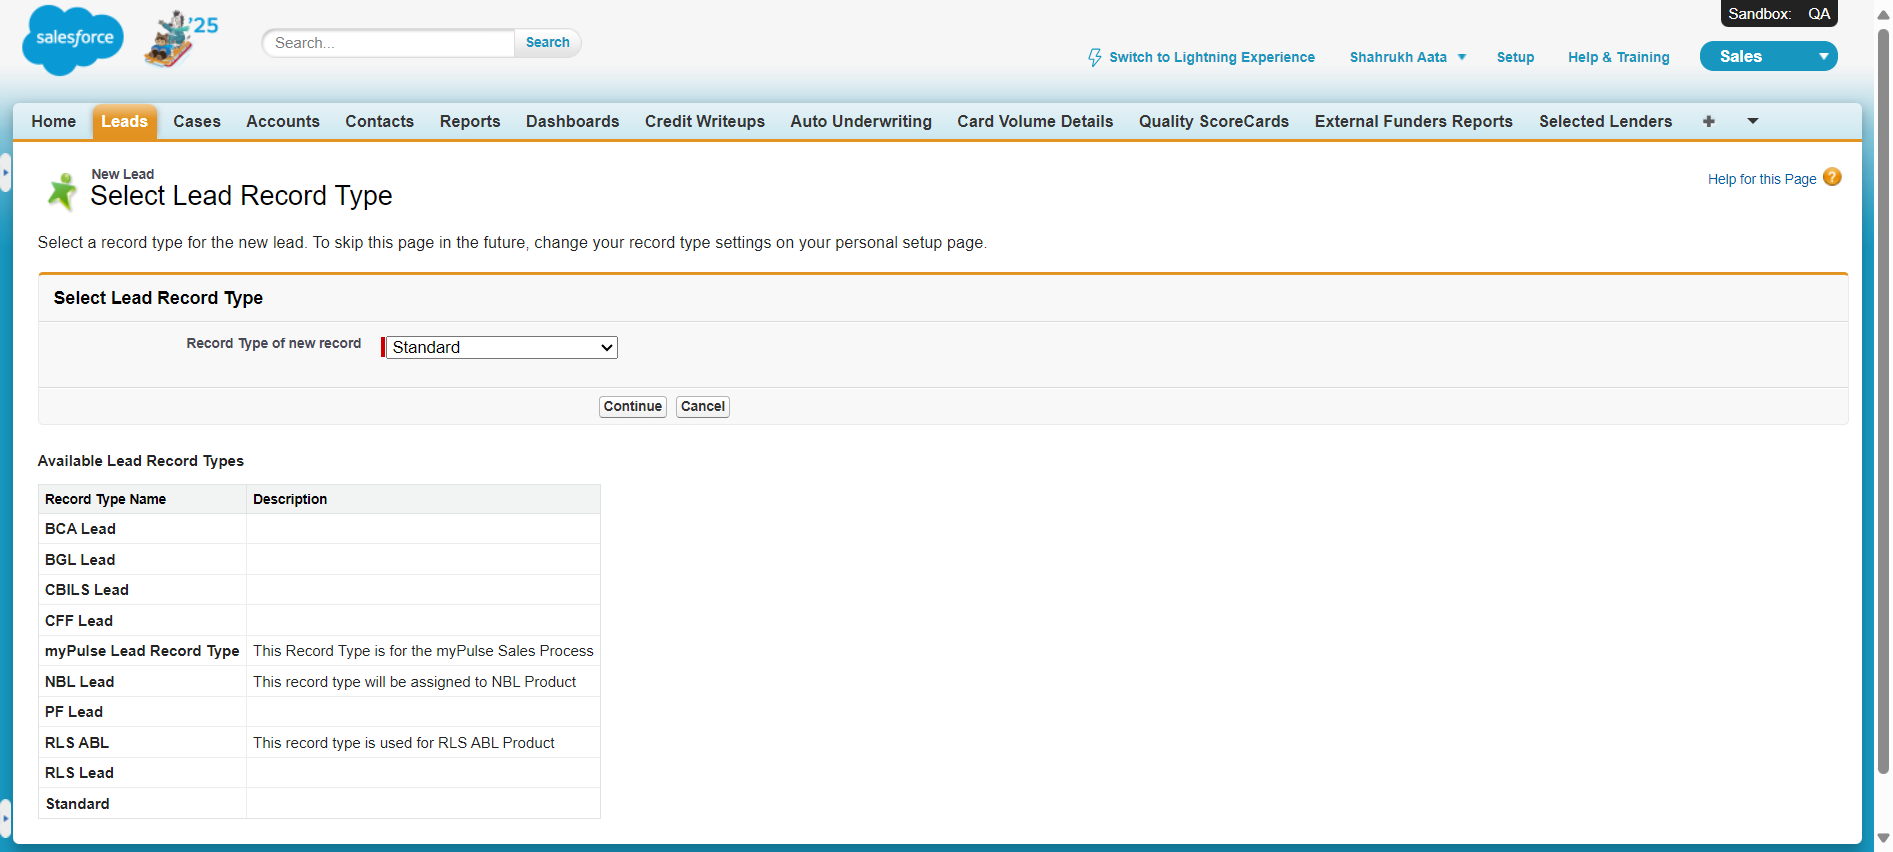 Sandbox: QA
salesforce
'25
Search...
Search
Switch to Lightning Experience
Shahrukh Aata
Setup
Help & Training
Sales
Home
Leads
Cases
Accounts
Contacts
Reports
Dashboards
Credit Writeups
Auto Underwriting
Card Volume Details
Quality ScoreCards
External Funders Reports
Selected Lenders
New Lead
Select Lead Record Type
Help for this Page
Select a record type for the new lead. To skip this page in the future, change your record type settings on your personal setup page.
Select Lead Record Type
Record Type of new record
Standard
Continue
Cancel
Available Lead Record Types
Record Type Name Description
BCA Lead
BGL Lead
CBILS Lead
CFF Lead
myPulse Lead Record Type This Record Type is for the myPulse Sales Process
NBL Lead This record type will be assigned to NBL Product
PF Lead
RLS ABL This record type is used for RLS ABL Product
RLS Lead
Standard